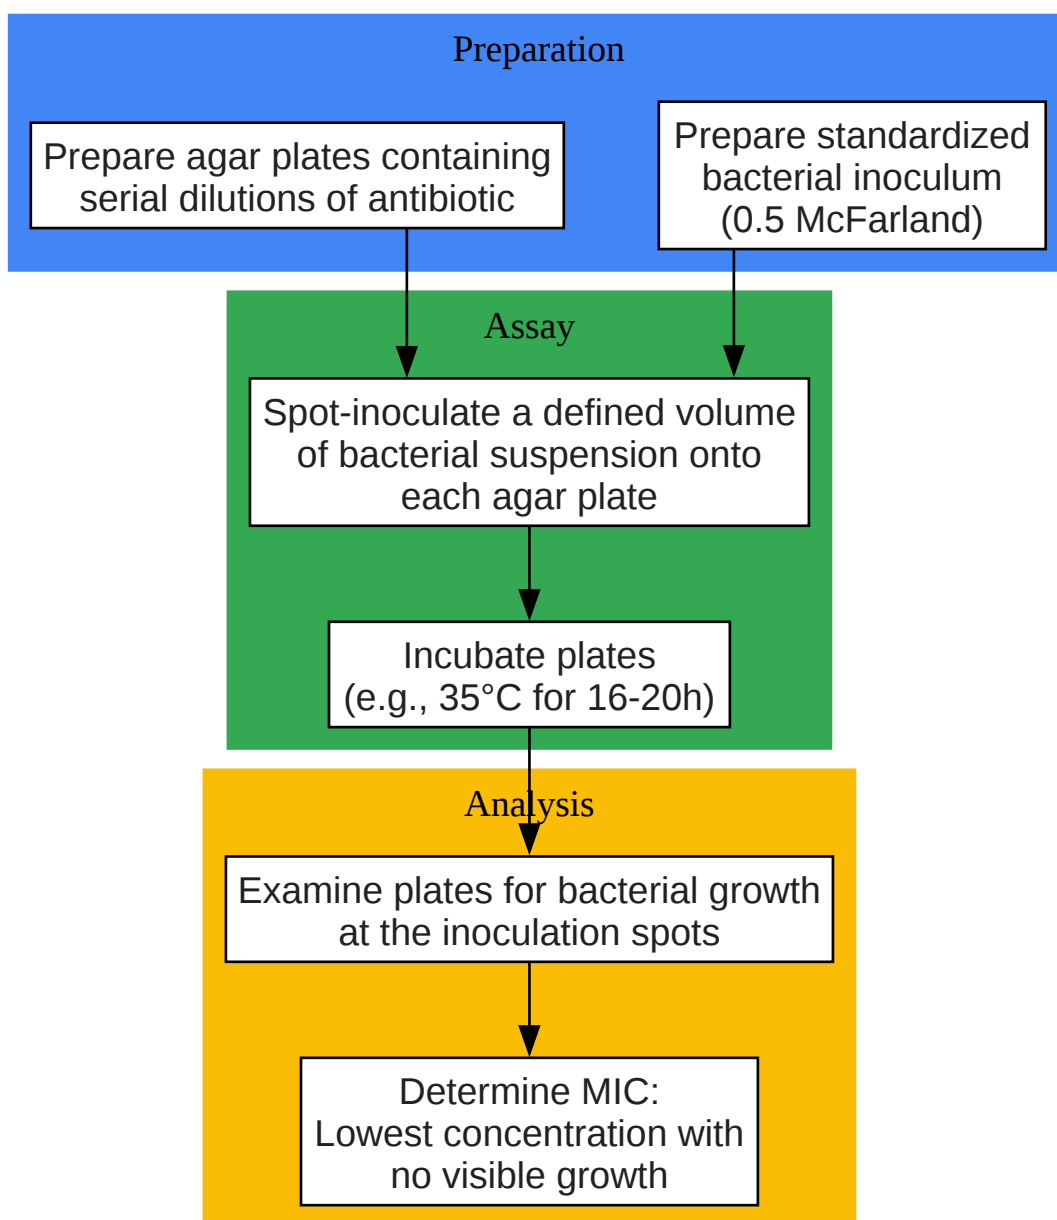 Preparation
Prepare agar plates containing
serial dilutions of antibiotic
Prepare standardized
bacterial inoculum
(0.5 McFarland)
Assay
Spot-inoculate a defined volume
of bacterial suspension onto
each agar plate
Incubate plates
(e.g., 35°C for 16-20h)
Analysis
Examine plates for bacterial growth
at the inoculation spots
Determine MIC:
Lowest concentration with
no visible growth